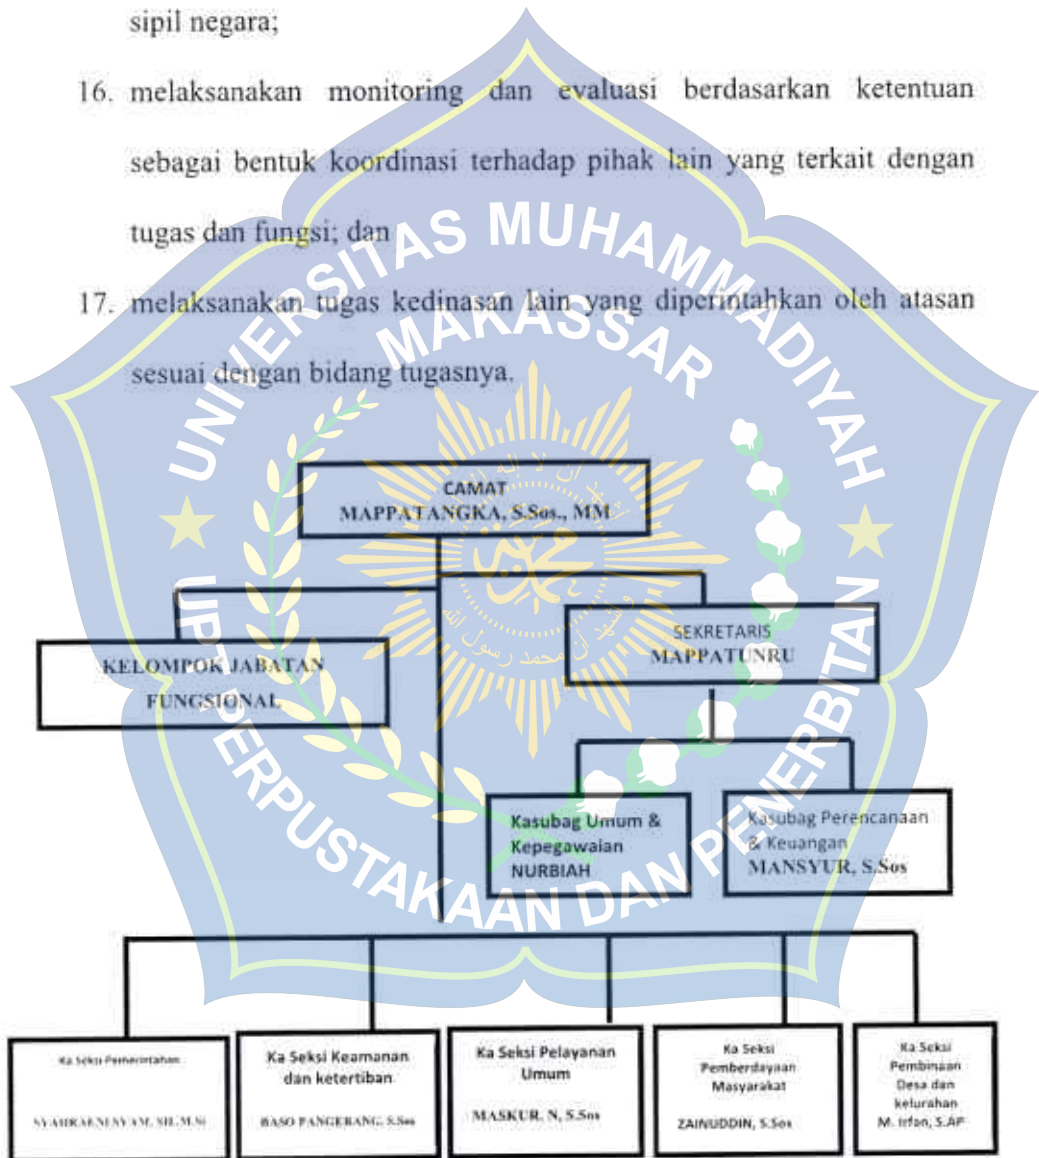 sipil negara;
16. melaksanakan monitoring dan evaluasi berdasarkan ketentuan
sebagai bentuk koordinasi terhadap pihak lain yang terkait dengan
tugas dan fungsi; dan
17. melaksanakan tugas kedinasan lain yang diperintahkan oleh atasan
sesuai dengan bidang tugasnya.
UNIVERSITAS MUHAMMADIYAH
MAKASSAR
UPT PERPUSTAKAAN DAN PENERBITAN
CAMAT
MAPPATANGKA, S.Sos., MM
KELOMPOK JABATAN
FUNGSIONAL
SEKRETARIS
MAPPATUNRU
Kasubag Umum &
Kepegawaian
NURBIAH
Kasubag Perencanaan
& Keuangan
MANSYUR, S.Sos
Ka Seksi Pemerintahan
SH, M.Si
Ka Seksi Keamanan
dan ketertiban
BASO PANGERANG, S.Sos
Ka Seksi Pelayanan
Umum
MASKUR, N, S.Sos
Ka Seksi
Pemberdayaan
Masyarakat
ZAINUDDIN, S.Sos
Ka Seksi
Pembinaan
Desa dan
kelurahan
M. Irfan, S.AP